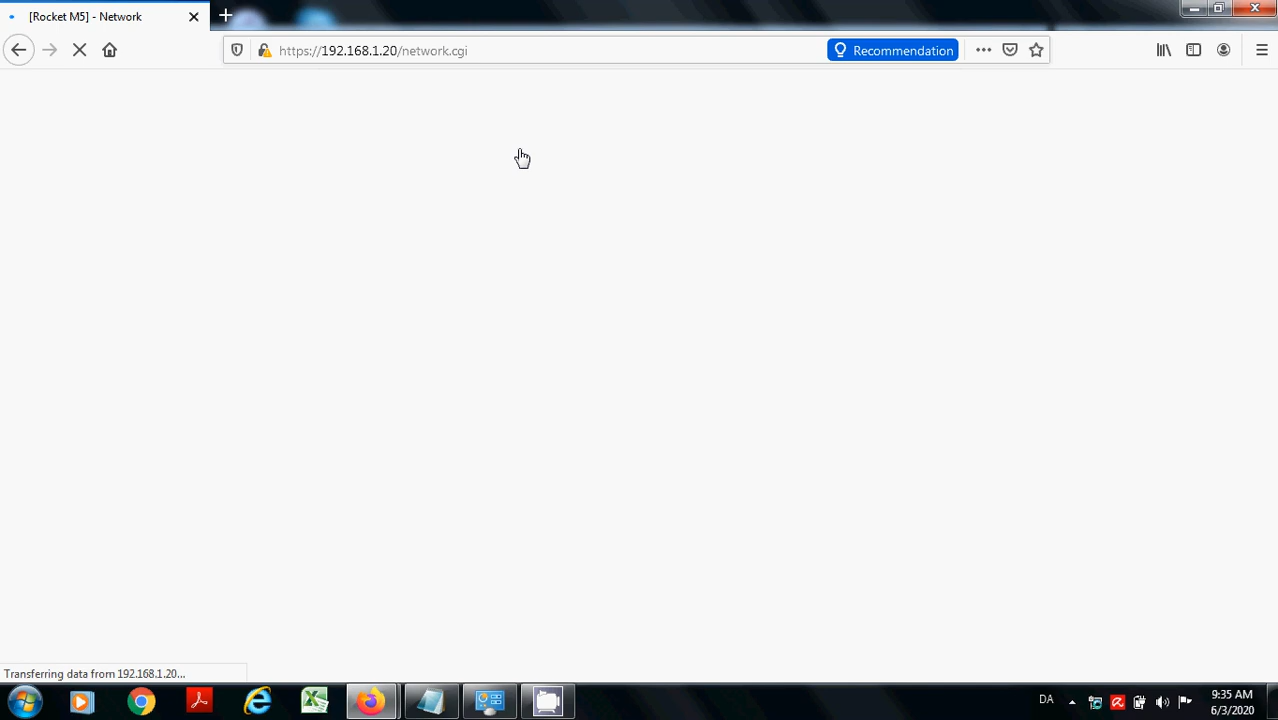 [Rocket M5] - Network
https://192.168.1.20/network.cgi
Recommendation
Transferring data from 192.168.1.20...
DA
9:35 AM
6/3/2020